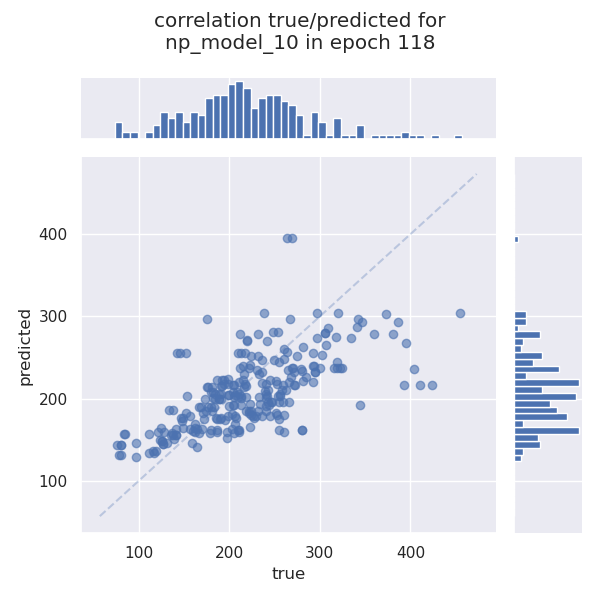 correlation true/predicted for
np_model_10 in epoch 118
400
300
200
100
predicted
100 200 300 400
true